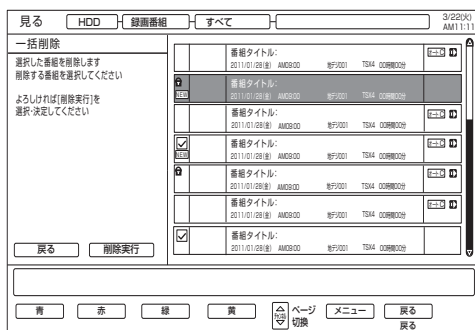 見る HDD 録画番組 すべて 3/22(火)
AM11:11
一括削除
選択した番組を削除します
削除する番組を選択してください
よろしければ[削除実行]を
選択・決定してください
番組タイトル:
2011/01/28(金) AM09:00 地デジ001 TSX4 00時間00分
NEW
番組タイトル:
2011/01/28(金) AM09:00 地デジ001 TSX4 00時間00分
番組タイトル:
2011/01/28(金) AM09:00 地デジ001 TSX4 00時間00分
NEW
番組タイトル:
2011/01/28(金) AM09:00 地デジ001 TSX4 00時間00分
番組タイトル:
2011/01/28(金) AM09:00 地デジ001 TSX4 00時間00分
番組タイトル:
2011/01/28(金) AM09:00 地デジ001 TSX4 00時間00分
番組タイトル:
2011/01/28(金) AM09:00 地デジ001 TSX4 00時間00分
戻る 削除実行
青 赤 緑 黄 ページ
切換 メニュー 戻る
戻る